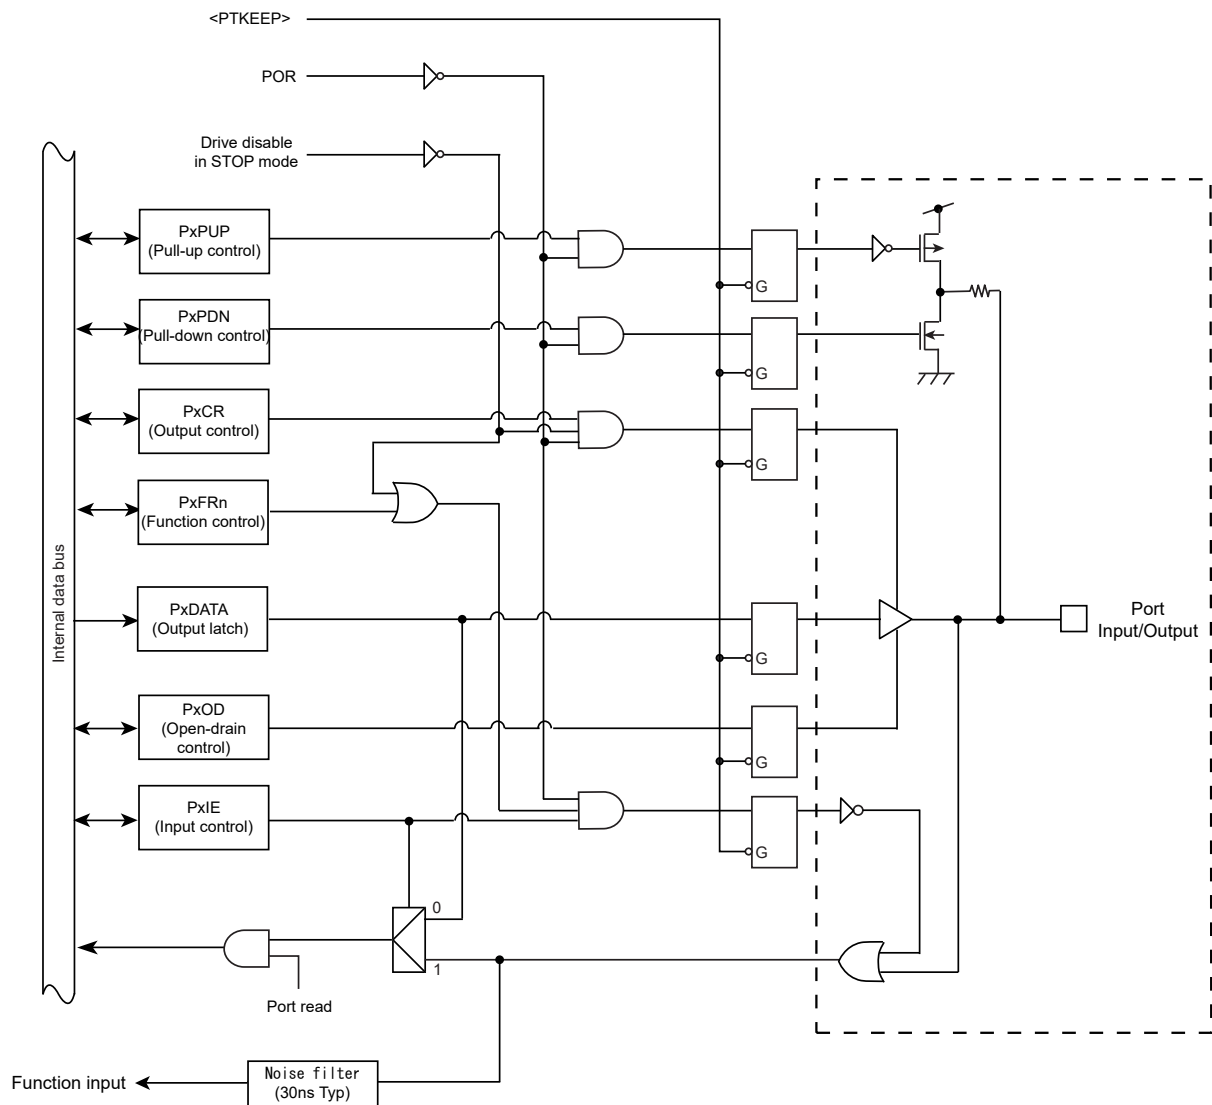 <PTKEEP>
POR
Drive disable
in STOP mode
PxPUP
(Pull-up control)
G
PxPDN
(Pull-down control)
G
PxCR
(Output control)
G
PxFRn
(Function control)
Internal data bus
PxDATA
(Output latch)
G
Port
Input/Output
PxOD
(Open-drain
control)
G
PxIE
(Input control)
G
0
1
Port read
Function input
Noise filter
(30ns Typ)